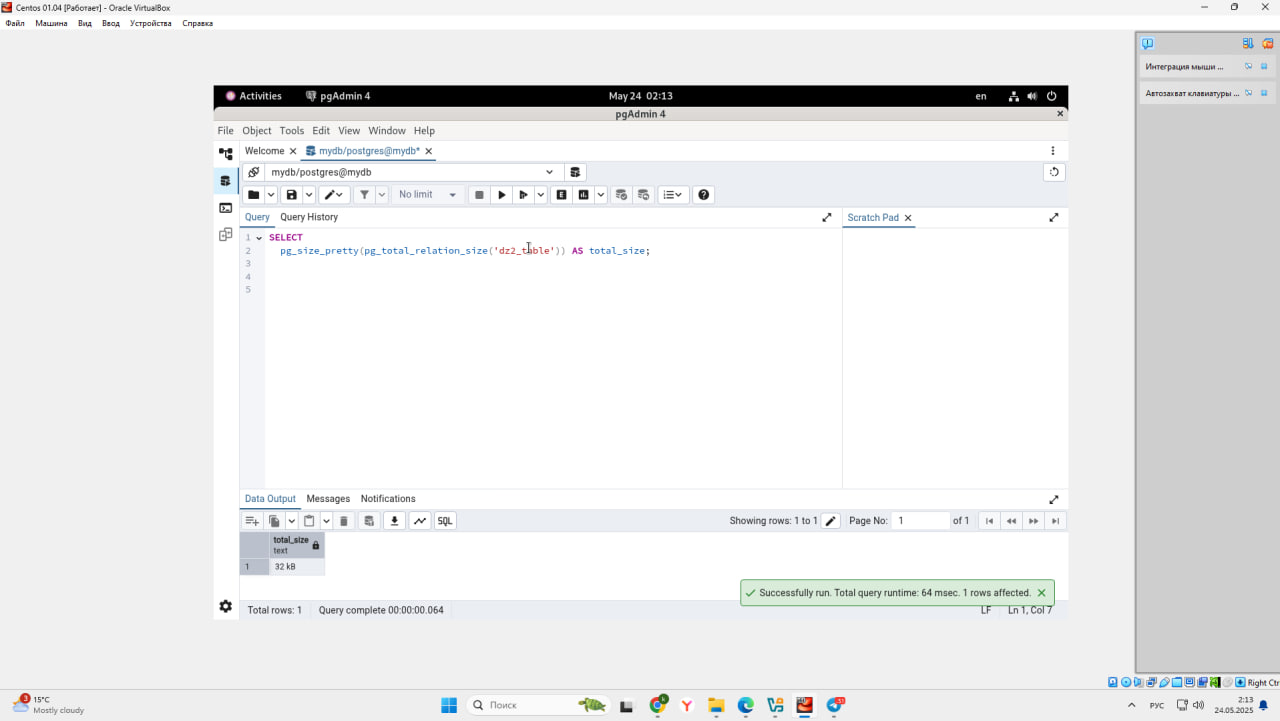 Centos 01.04 [Работает] - Oracle VirtualBox
Файл Машина Вид Ввод Устройства Справка
Интеграция мыши ...
Автозахват клавиатуры ...
Activities pgAdmin 4 May 24 02:13 en
pgAdmin 4
File Object Tools Edit View Window Help
Welcome mydb/postgres@mydb*
mydb/postgres@mydb
No limit E
Query Query History Scratch Pad
1 SELECT
2 pg_size_pretty(pg_total_relation_size('dz2_table')) AS total_size;
3
4
5
Data Output Messages Notifications
SQL Showing rows: 1 to 1 Page No: 1 of 1
total_size
text
1 32 kB
Successfully run. Total query runtime: 64 msec. 1 rows affected.
Total rows: 1 Query complete 00:00:00.064 LF Ln 1, Col 7
Right Ctrl
3 15°C
Mostly cloudy
Поиск
РУС
2:13
24.05.2025